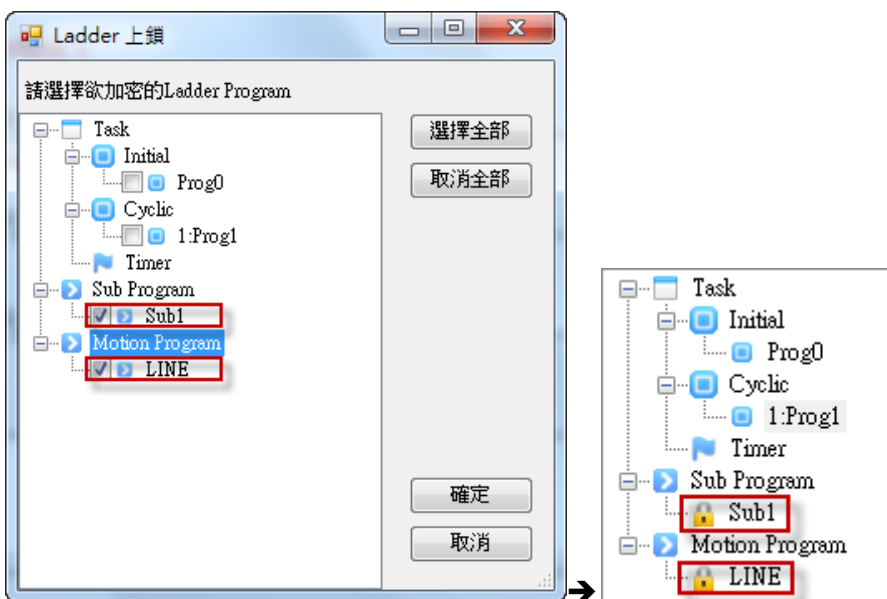 Ladder 上鎖
請選擇欲加密的Ladder Program
Task
Initial
Prog0
Cyclic
1:Prog1
Timer
Sub Program
Sub1
Motion Program
LINE
選擇全部
取消全部
確定
取消
Task
Initial
Prog0
Cyclic
1:Prog1
Timer
Sub Program
Sub1
Motion Program
LINE